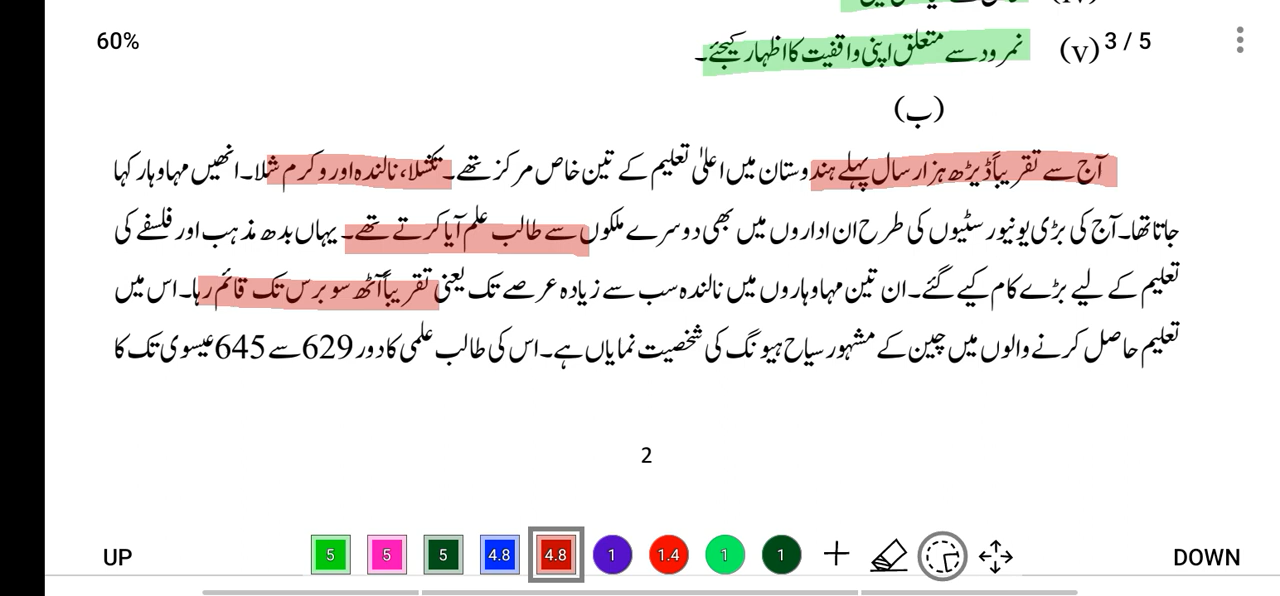 60%
3 / 5
(v) نمرود سے متعلق اپنی واقفیت کا اظہار کیجئے۔
(ب)
آج سے تقریباً ڈیڑھ ہزار سال پہلے ہندوستان میں اعلیٰ تعلیم کے تین خاص مرکز تھے۔ تکشلا، نالندہ اور وکرم شلا۔ انھیں مہاوہار کہا
جاتا تھا۔ آج کی بڑی یونیورسٹیوں کی طرح ان اداروں میں بھی دوسرے ملکوں سے طالب علم آیا کرتے تھے۔ یہاں بدھ مذہب اور فلسفے کی
تعلیم کے لیے بڑے کام کیے گئے۔ ان تین مہاوہاروں میں نالندہ سب سے زیادہ عرصے تک یعنی تقریباً آٹھ سو برس تک قائم رہا۔ اس میں
تعلیم حاصل کرنے والوں میں چین کے مشہور سیاح ہیونگ کی شخصیت نمایاں ہے۔ اس کی طالب علمی کا دور 629 سے 645 عیسوی تک کا
2
UP
5
5
5
4.8
4.8
1
1.4
1
1
DOWN